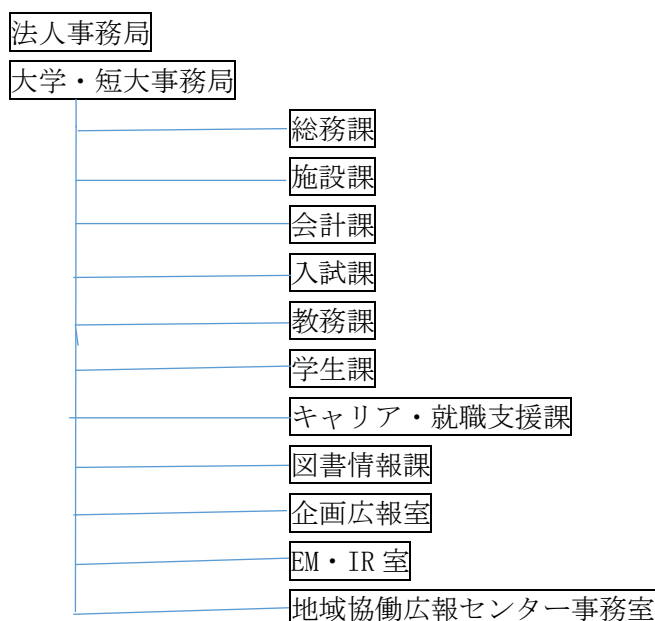 法人事務局
大学・短大事務局
総務課
施設課
会計課
入試課
教務課
学生課
キャリア・就職支援課
図書情報課
企画広報室
EM・IR 室
地域協働広報センター事務室